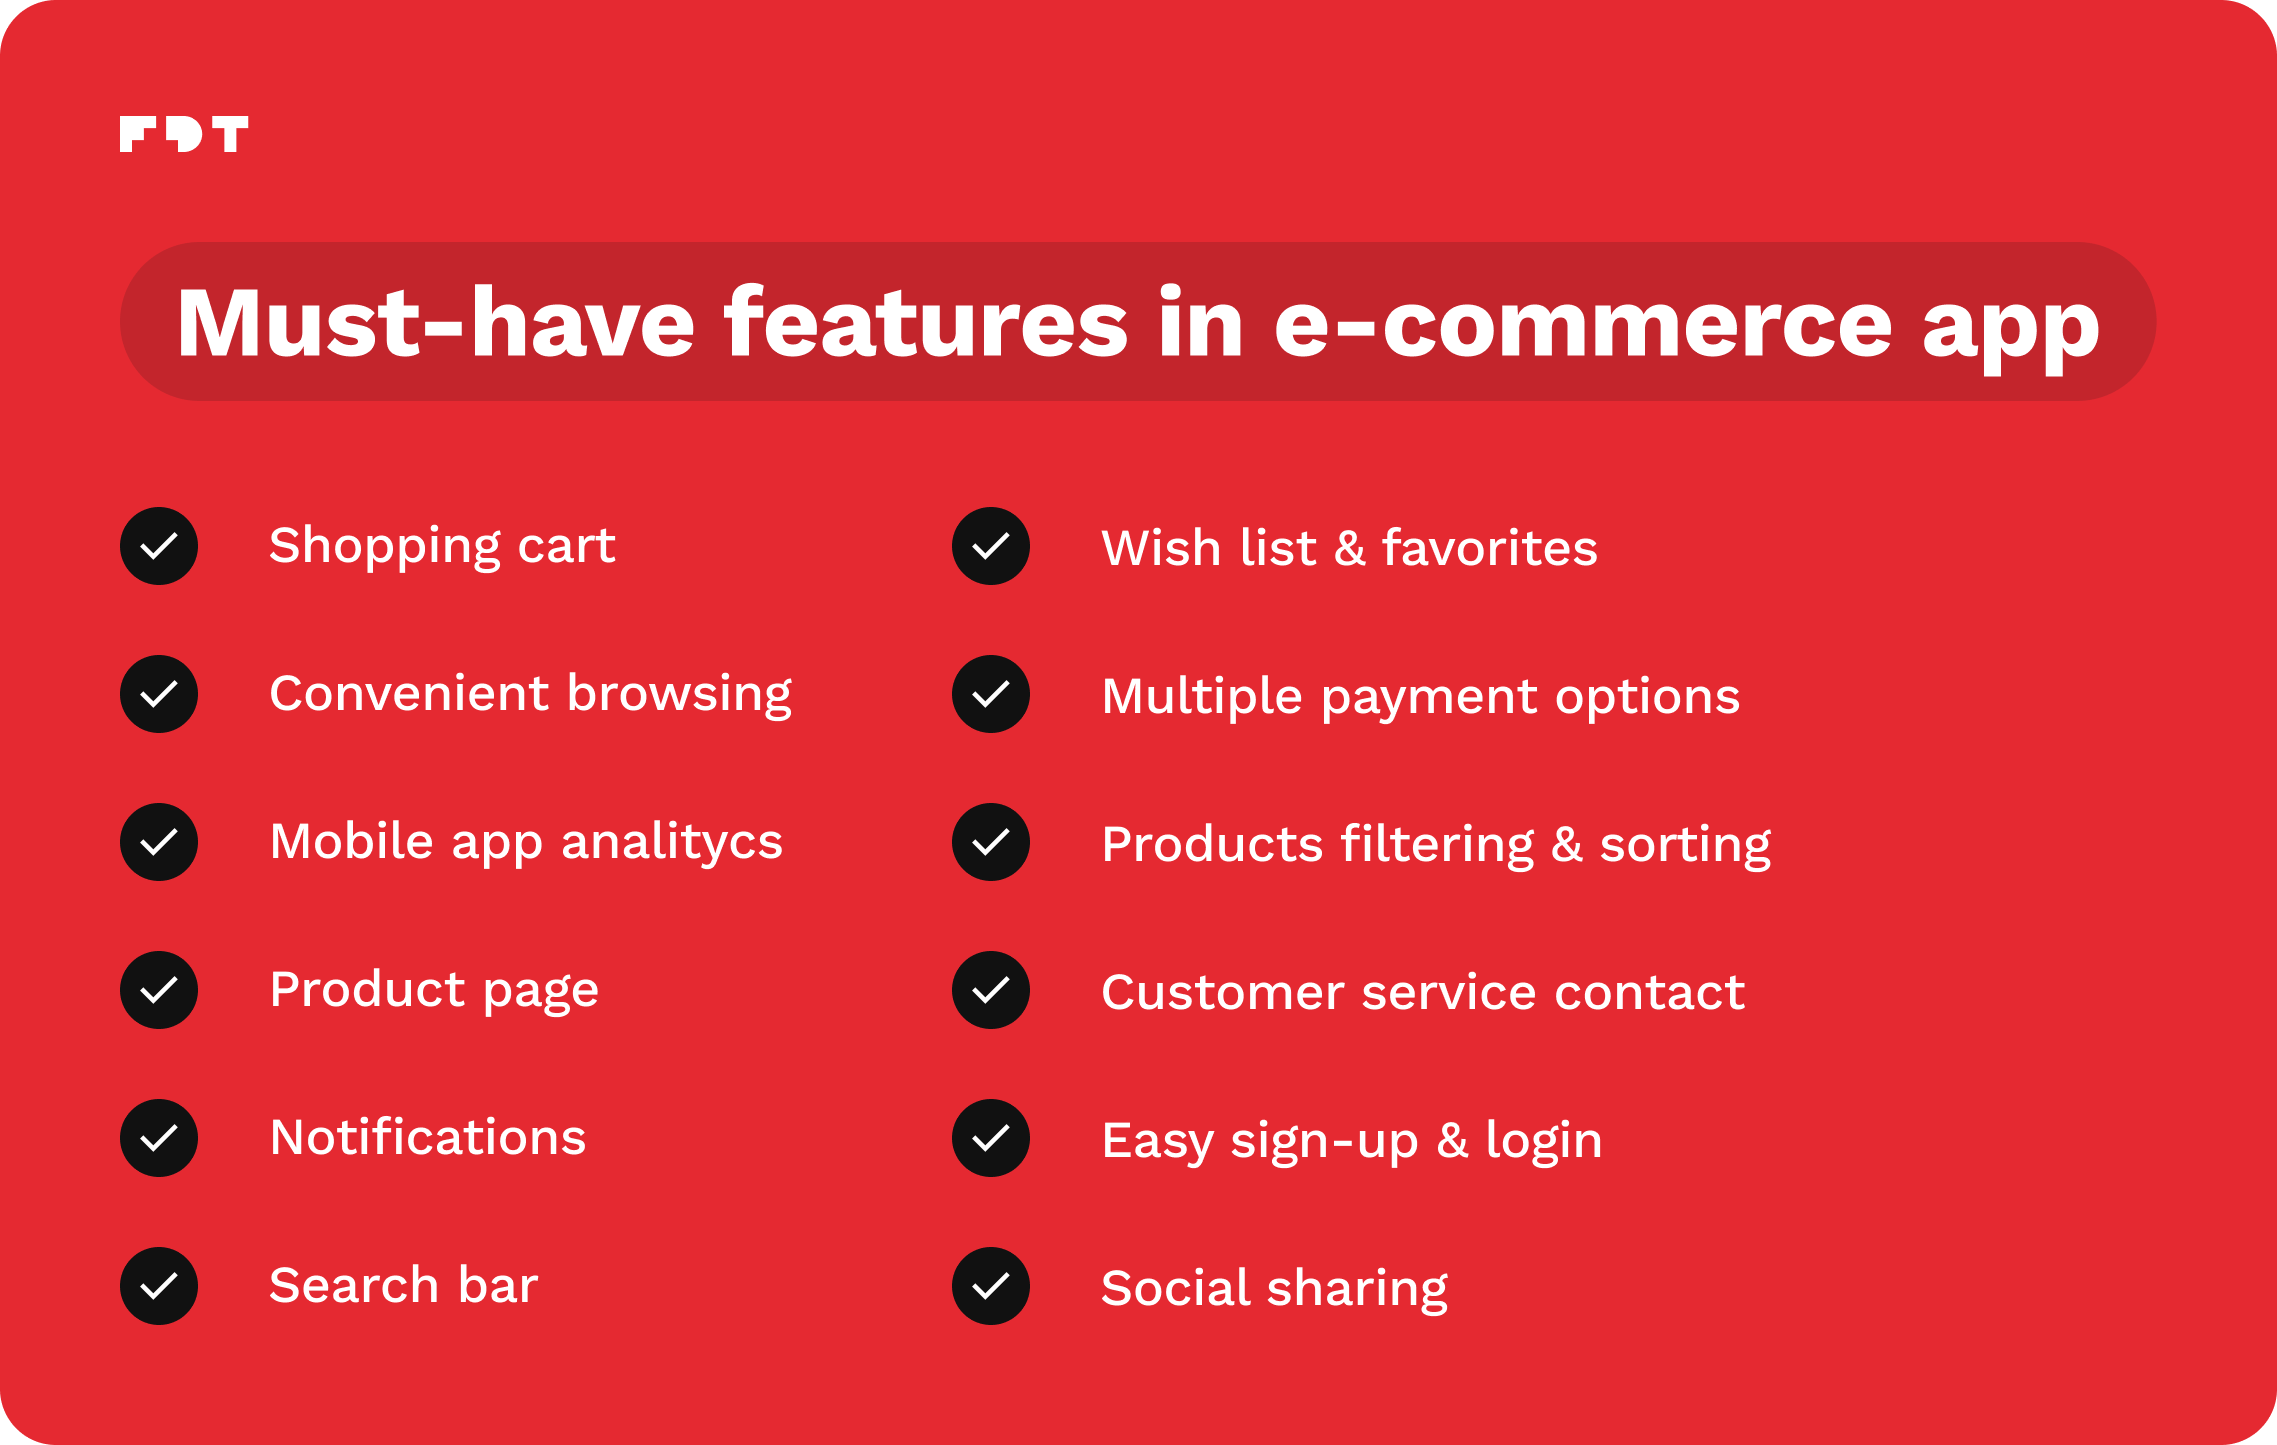 FDT
Must-have features in e-commerce app
Shopping cart
Convenient browsing
Mobile app analitycs
Product page
Notifications
Search bar
Wish list & favorites
Multiple payment options
Products filtering & sorting
Customer service contact
Easy sign-up & login
Social sharing